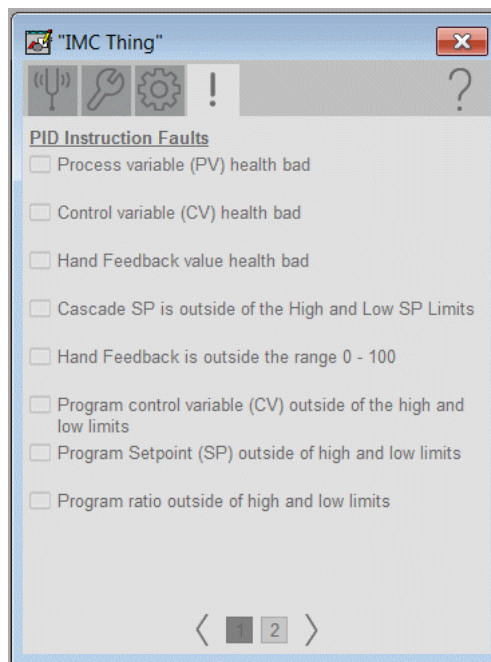 "IMC Thing"
!
?
PID Instruction Faults
Process variable (PV) health bad
Control variable (CV) health bad
Hand Feedback value health bad
Cascade SP is outside of the High and Low SP Limits
Hand Feedback is outside the range 0 - 100
Program control variable (CV) outside of the high and
low limits
Program Setpoint (SP) outside of high and low limits
Program ratio outside of high and low limits
1 2